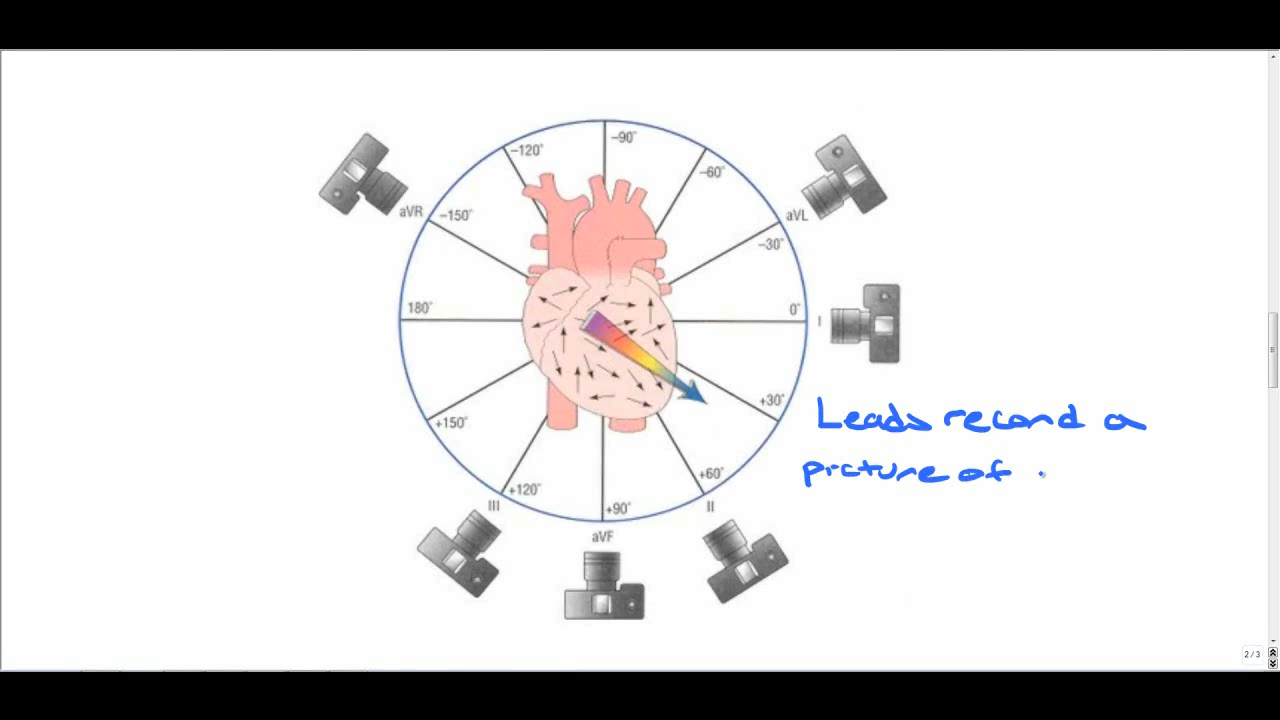 -90°
-120°
-60°
aVR
-150°
aVL
-30°
180°
0°
I
+30°
Leads record a
picture of
+150°
+60°
+120°
III
+90°
II
aVF
2 / 3